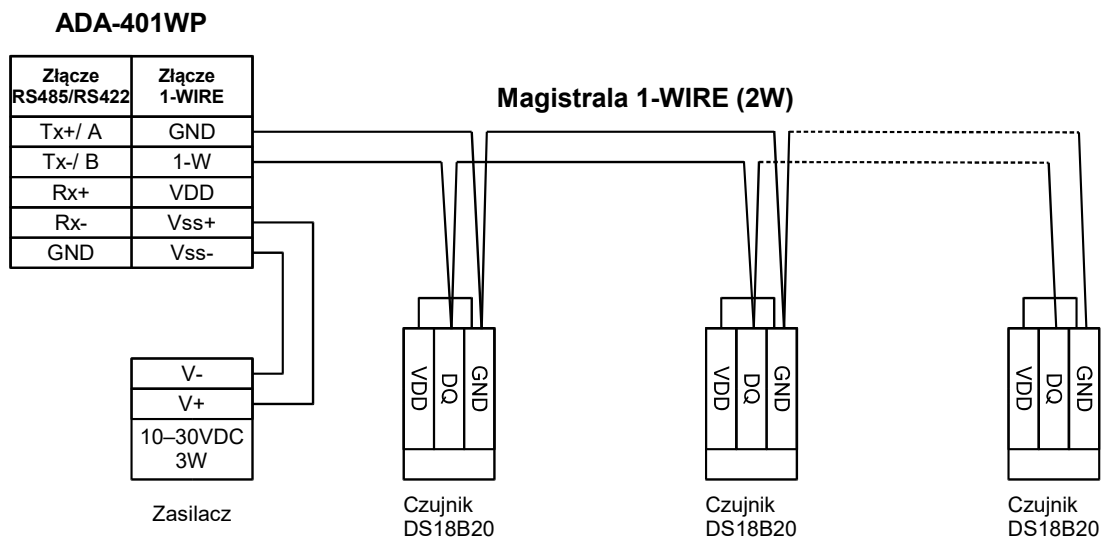 ADA-401WP
Złącze RS485/RS422
Złącze 1-WIRE
Magistrala 1-WIRE (2W)
Tx+/ A GND
Tx-/ B 1-W
Rx+ VDD
Rx- Vss+
GND Vss-
V-
V+
10–30VDC
3W
Zasilacz
VDD DQ GND
Czujnik
DS18B20
VDD DQ GND
Czujnik
DS18B20
VDD DQ GND
Czujnik
DS18B20